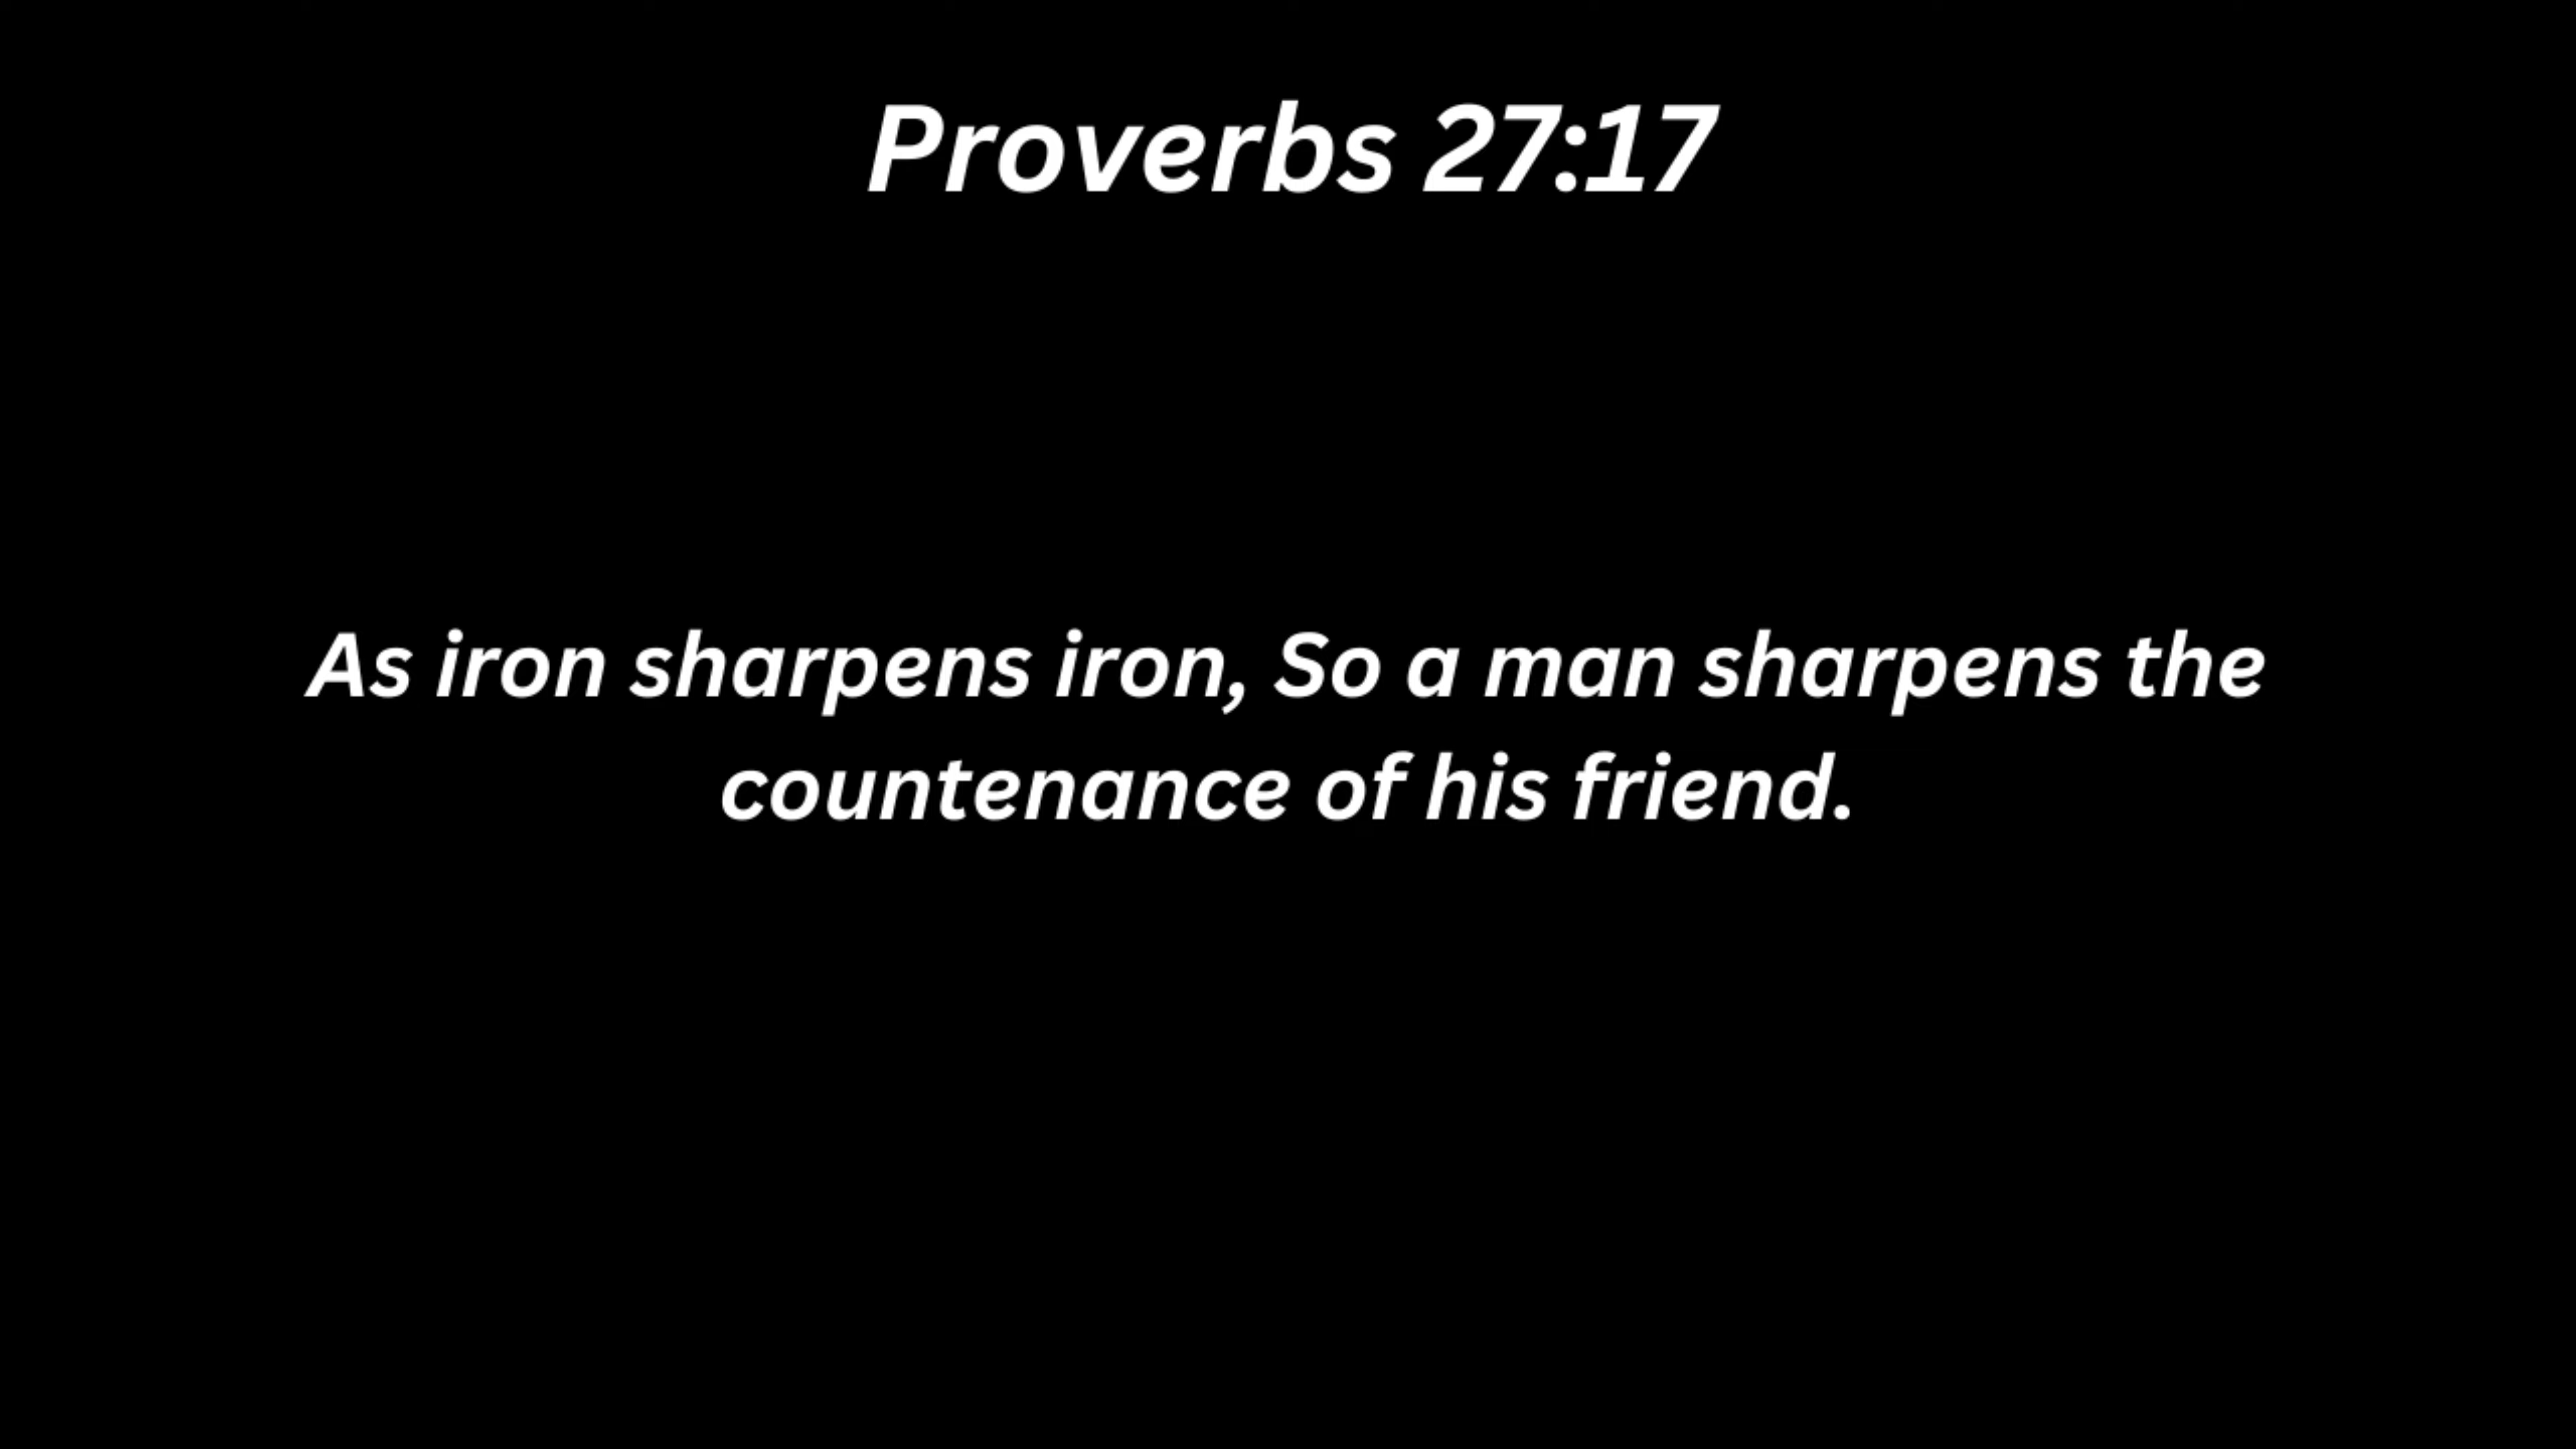 Proverbs 27:17
As iron sharpens iron, So a man sharpens the
countenance of his friend.